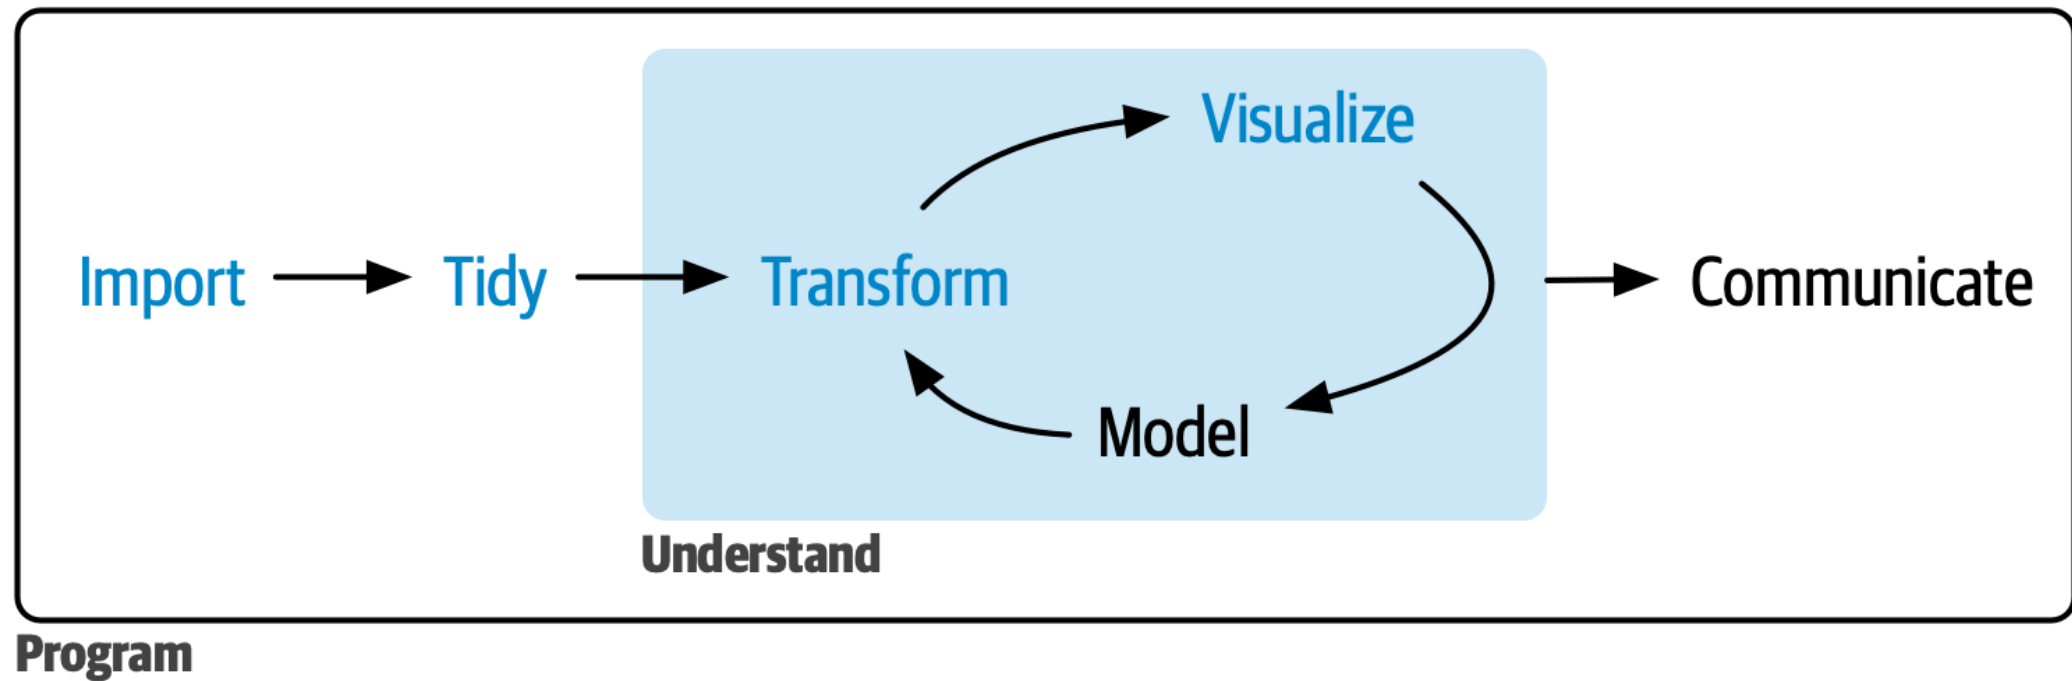 Visualize
Import
Tidy
Transform
Communicate
Model
Understand
Program